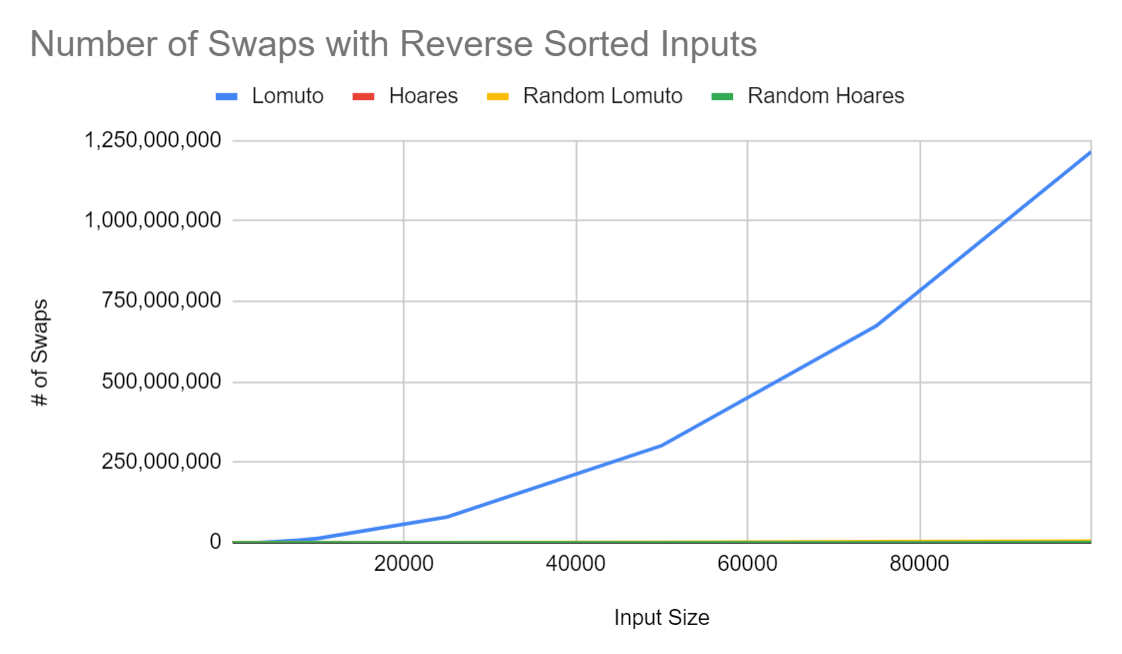 Number of Swaps with Reverse Sorted Inputs
Lomuto Hoares Random Lomuto Random Hoares
1,250,000,000
1,000,000,000
750,000,000
500,000,000
250,000,000
0
# of Swaps
20000 40000 60000 80000
Input Size